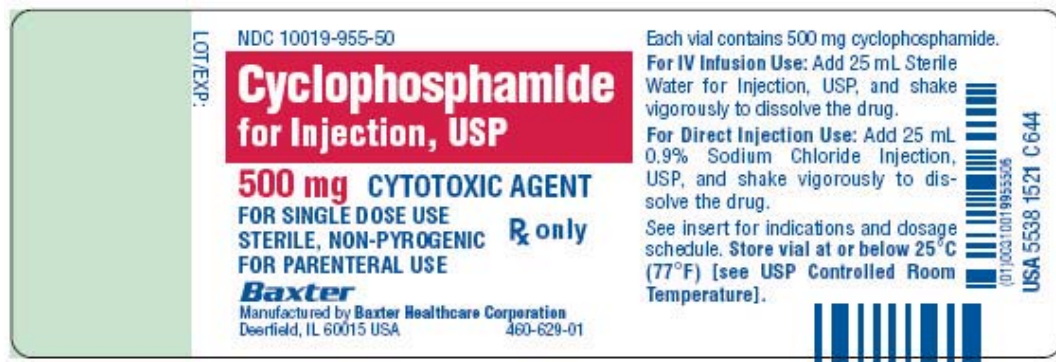 LOT/EXP:
NDC 10019-955-50
Cyclophosphamide
for Injection, USP
500 mg CYTOTOXIC AGENT
FOR SINGLE DOSE USE
STERILE, NON-PYROGENIC
Rx only
FOR PARENTERAL USE
Baxter
Manufactured by Baxter Healthcare Corporation
Deerfield, IL 60015 USA 460-629-01
Each vial contains 500 mg cyclophosphamide.
For IV Infusion Use: Add 25 mL Sterile
Water for Injection, USP, and shake
vigorously to dissolve the drug.
For Direct Injection Use: Add 25 mL
0.9% Sodium Chloride Injection,
USP, and shake vigorously to dis-
solve the drug.
See insert for indications and dosage
schedule. Store vial at or below 25°C
(77°F) [see USP Controlled Room
Temperature].
(01)00310019955506
USA 5538 1521 C644